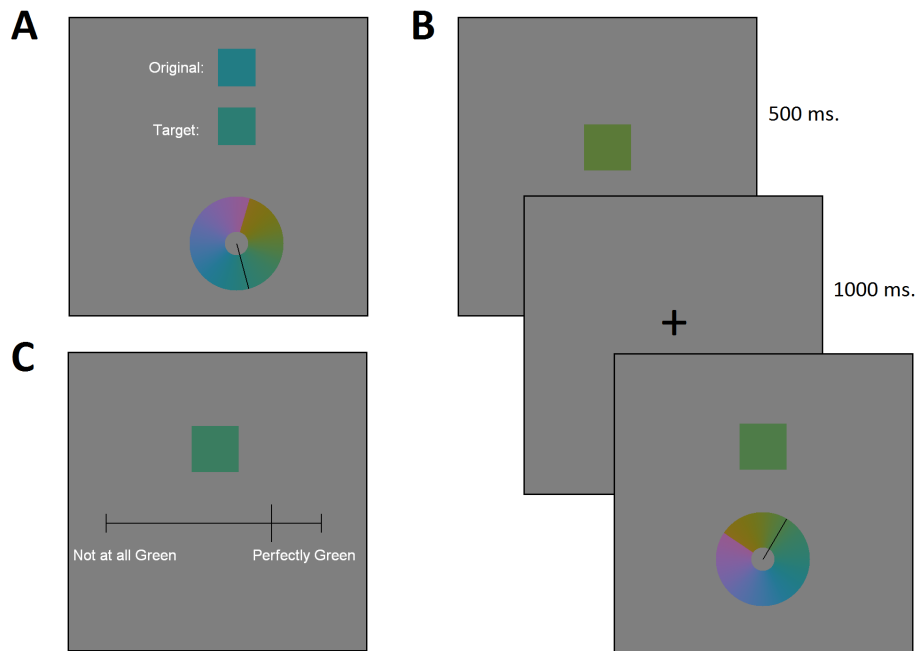 A
Original:
Target:
B
500 ms.
1000 ms.
C
Not at all Green
Perfectly Green